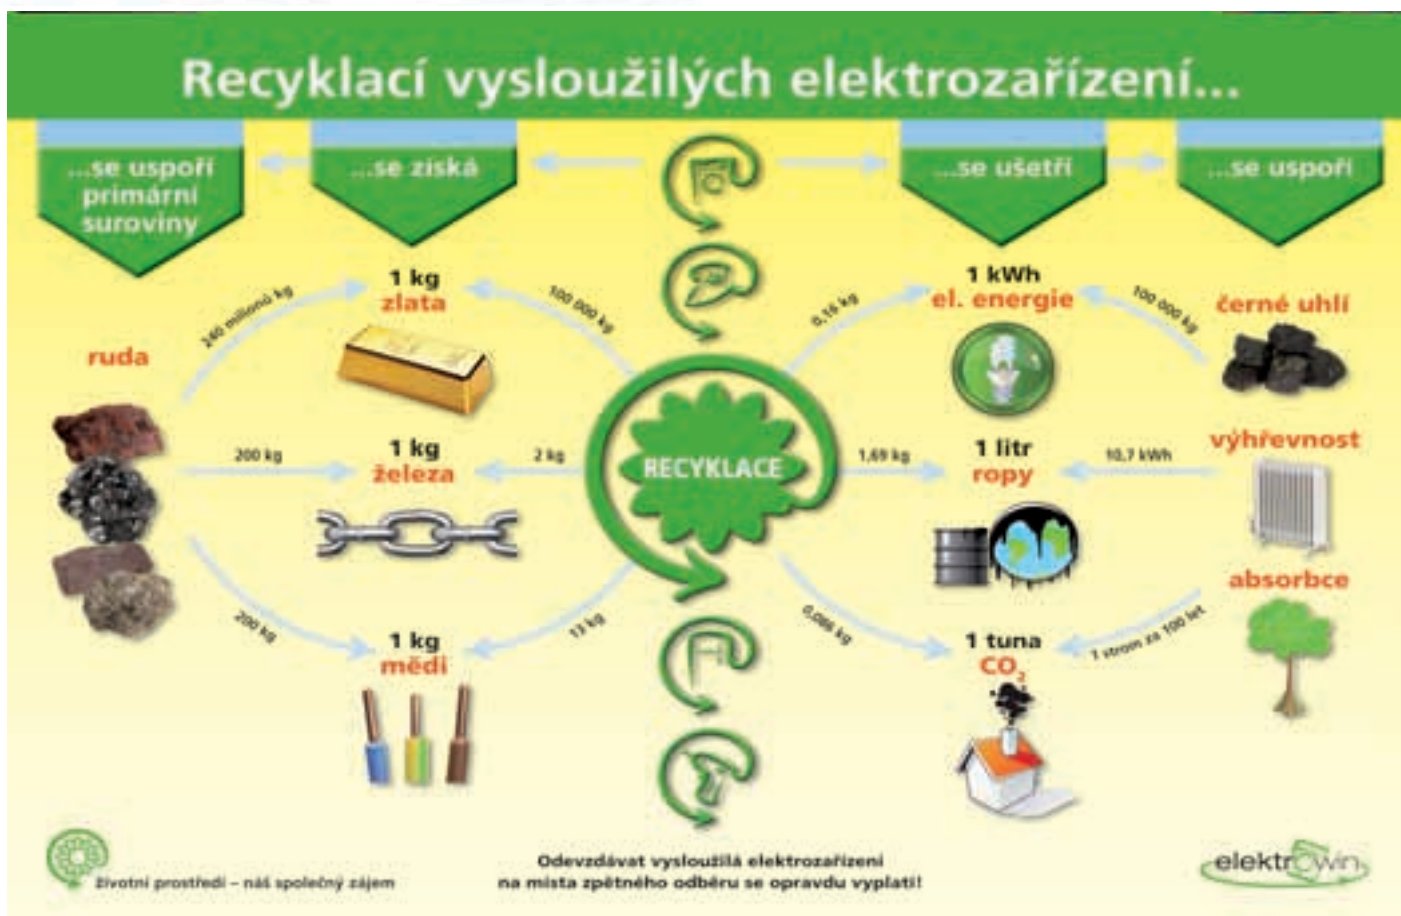 Recyklací vysloužilých elektrozařízení...
...se uspoří
primární
suroviny
...se získá
...se ušetří
...se uspoří
1 kg
zlata
240 milionů kg
100 000 kg
ruda
1 kg
železa
200 kg
2 kg
1 kg
mědi
200 kg
13 kg
RECYKLACE
1 kWh
el. energie
0,16 kg
100 000 kg
černé uhlí
1 litr
ropy
1,69 kg
10,7 kWh
výhřevnost
1 tuna
CO₂
0,086 kg
1 strom za 100 let
absorbce
životní prostředí – náš společný zájem
Odevzdávat vysloužilá elektrozařízení
na místa zpětného odběru se opravdu vyplatí!
elektrowin